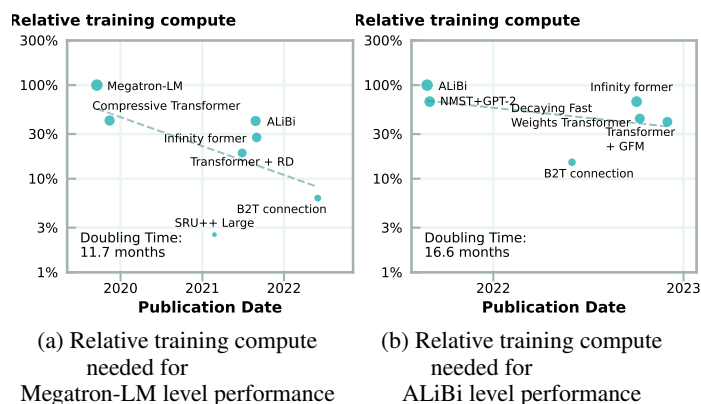 Relative training compute
300%
100%
30%
10%
3%
1%
Megatron-LM
Compressive Transformer
ALiBi
Infinity former
Transformer + RD
B2T connection
SRU++ Large
Doubling Time:
11.7 months
2020
2021
2022
Publication Date
(a) Relative training compute
needed for
Megatron-LM level performance
Relative training compute
300%
100%
30%
10%
3%
1%
ALiBi
Infinity former
NMST+GPT-2
Decaying Fast
Weights Transformer
Transformer
+ GFM
B2T connection
Doubling Time:
16.6 months
2022
2023
Publication Date
(b) Relative training compute
needed for
ALiBi level performance